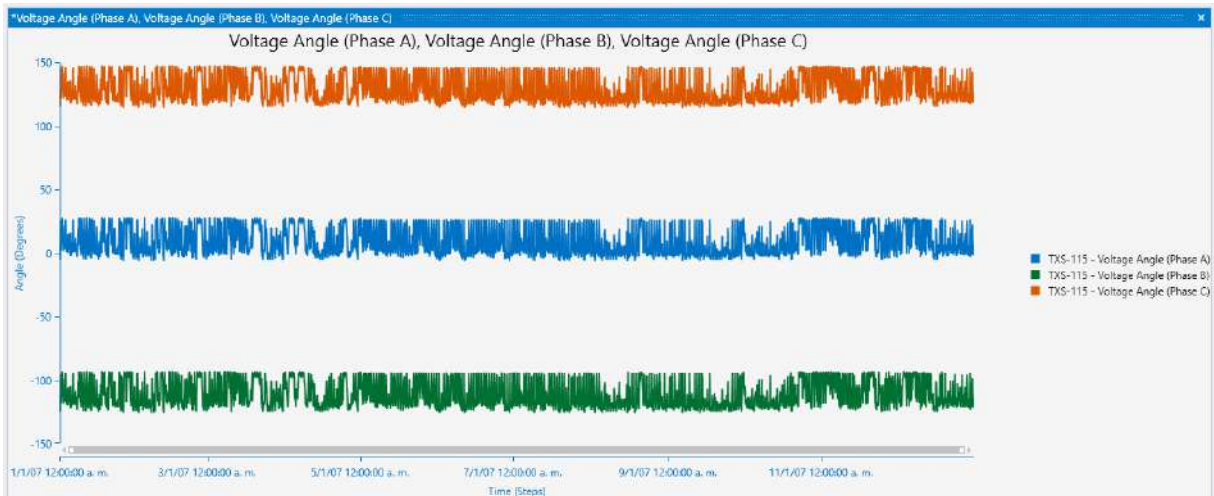 *Voltage Angle (Phase A), Voltage Angle (Phase B), Voltage Angle (Phase C)
Voltage Angle (Phase A), Voltage Angle (Phase B), Voltage Angle (Phase C)
150
100
50
0
-50
-100
-150
Angle (Degrees)
TXS-115 - Voltage Angle (Phase A)
TXS-115 - Voltage Angle (Phase B)
TXS-115 - Voltage Angle (Phase C)
1/1/07 12:00:00 a. m. 3/1/07 12:00:00 a. m. 5/1/07 12:00:00 a. m. 7/1/07 12:00:00 a. m. 9/1/07 12:00:00 a. m. 11/1/07 12:00:00 a. m.
Time (Steps)